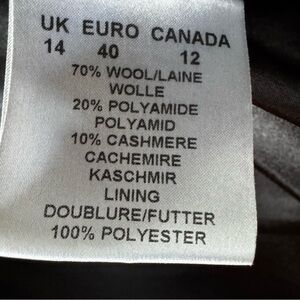 UK EURO CANADA
14 40 12
70% WOOL/LAINE
WOLLE
20% POLYAMIDE
POLYAMID
10% CASHMERE
CACHEMIRE
KASCHMIR
LINING
DOUBLURE/FUTTER
100% POLYESTER